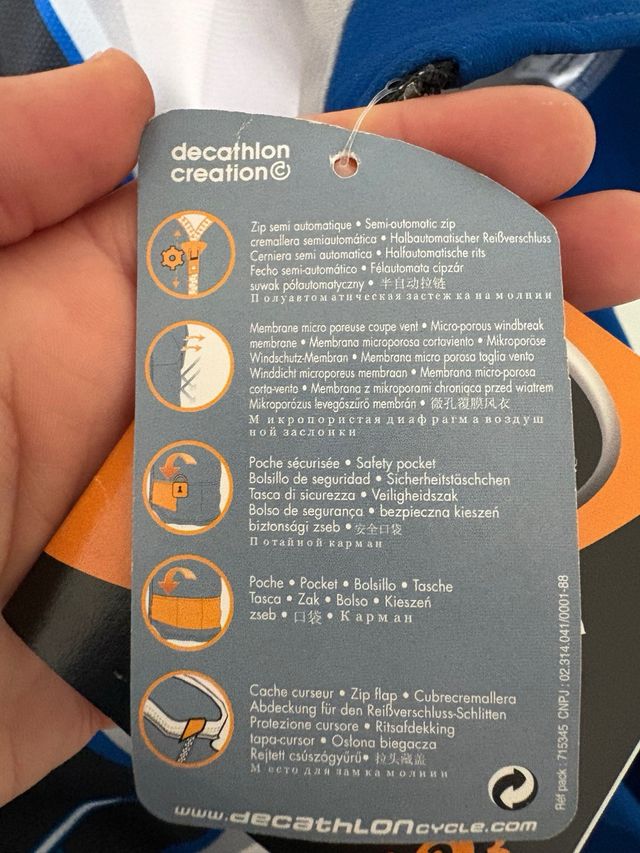 decathlon
creation©
Zip semi automatique • Semi-automatic zip
cremallera semiautomática • Halbautomatischer Reißverschluss
Cerniera semi automatica • Halfautomatische rits
Fecho semi-automático • Félautomata cipzár
suwak półautomatyczny • 半自动拉链
Полуавтоматическая застежка на молнии
Membrane micro poreuse coupe vent • Micro-porous windbreak
membrane • Membrana microporosa cortaviento • Mikroporöse
Windschutz-Membran • Membrana micro porosa taglia vento
Winddicht microporeus membraan • Membrana micro-porosa
corta-vento • Membrana z mikroporami chroniąca przed wiatrem
Mikroporózus levegőszűrő membrán • 微孔覆膜风衣
Микропористая диафрагма воздуш
ной заслонки
Poche sécurisée • Safety pocket
Bolsillo de seguridad • Sicherheitstäschchen
Tasca di sicurezza • Veiligheidszak
Bolso de segurança • bezpieczna kieszeń
biztonsági zseb • 安全口袋
Потайной карман
Poche • Pocket • Bolsillo • Tasche
Tasca • Zak • Bolso • Kieszeń
zseb • 口袋 • Карман
Cache curseur • Zip flap • Cubrecremallera
Abdeckung für den Reißverschluss-Schlitten
Protezione cursore • Ritsafdekking
tapa-cursor • Osłona biegacza
Rejtett csúszógyűrű • 拉头藏盖
Место для замка молнии
Réf pack : 715345 CNPJ : 02.314.041/0001-88
www.decathloncycle.com